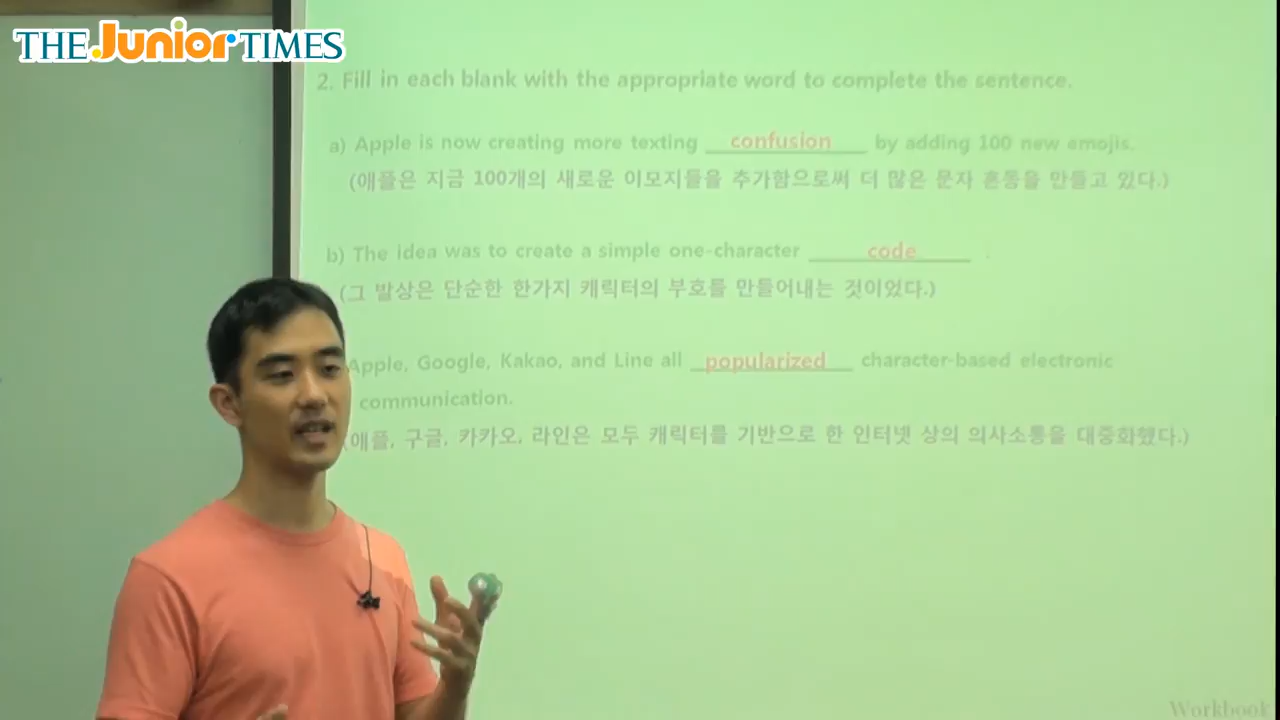 THE Junior TIMES
2. Fill in each blank with the appropriate word to complete the sentence.
a) Apple is now creating more texting confusion by adding 100 new emojis.
(애플은 지금 100개의 새로운 이모지들을 추가함으로써 더 많은 문자 혼통을 만들고 있다.)
b) The idea was to create a simple one-character code .
(그 발상은 단순한 한가지 캐릭터의 부호를 만들어내는 것이었다.)
Apple, Google, Kakao, and Line all popularized character-based electronic
communication.
(애플, 구글, 카카오, 라인은 모두 캐릭터를 기반으로 한 인터넷 상의 의사소통을 대중화했다.)
Workbook